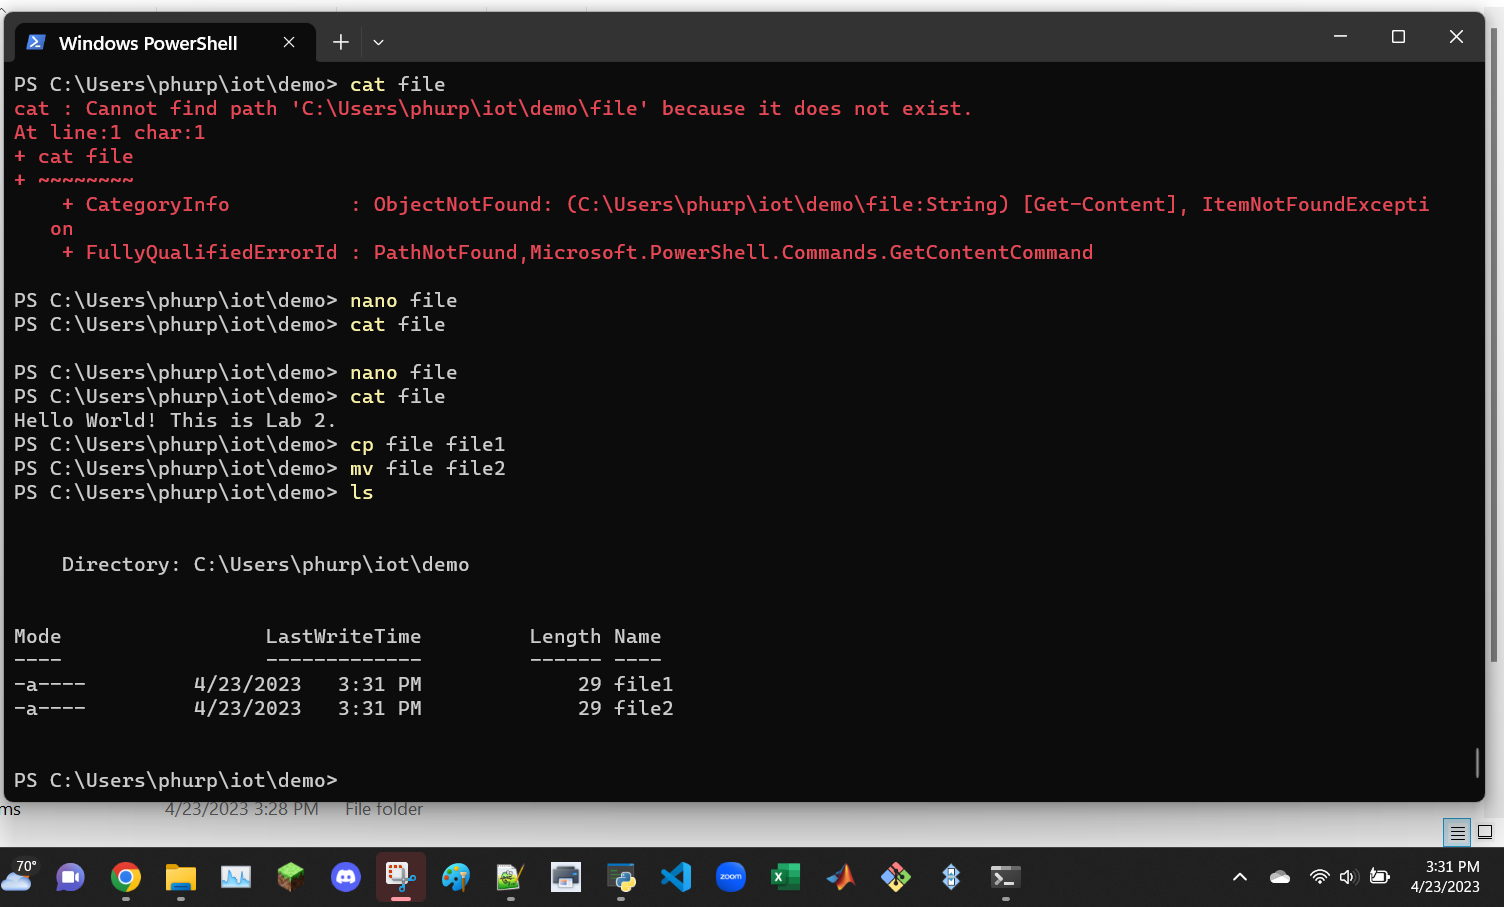 Windows PowerShell
PS C:\Users\phurp\iot\demo> cat file
cat : Cannot find path 'C:\Users\phurp\iot\demo\file' because it does not exist.
At line:1 char:1
+ cat file
+ ~~~~~~~~
    + CategoryInfo          : ObjectNotFound: (C:\Users\phurp\iot\demo\file:String) [Get-Content], ItemNotFoundExcepti
   on
    + FullyQualifiedErrorId : PathNotFound,Microsoft.PowerShell.Commands.GetContentCommand
PS C:\Users\phurp\iot\demo> nano file
PS C:\Users\phurp\iot\demo> cat file
PS C:\Users\phurp\iot\demo> nano file
PS C:\Users\phurp\iot\demo> cat file
Hello World! This is Lab 2.
PS C:\Users\phurp\iot\demo> cp file file1
PS C:\Users\phurp\iot\demo> mv file file2
PS C:\Users\phurp\iot\demo> ls
    Directory: C:\Users\phurp\iot\demo
Mode                 LastWriteTime         Length Name
----                 -------------         ------ ----
-a----         4/23/2023   3:31 PM             29 file1
-a----         4/23/2023   3:31 PM             29 file2
PS C:\Users\phurp\iot\demo>
ms 4/23/2023 3:28 PM File folder
70°
zoom
3:31 PM
4/23/2023